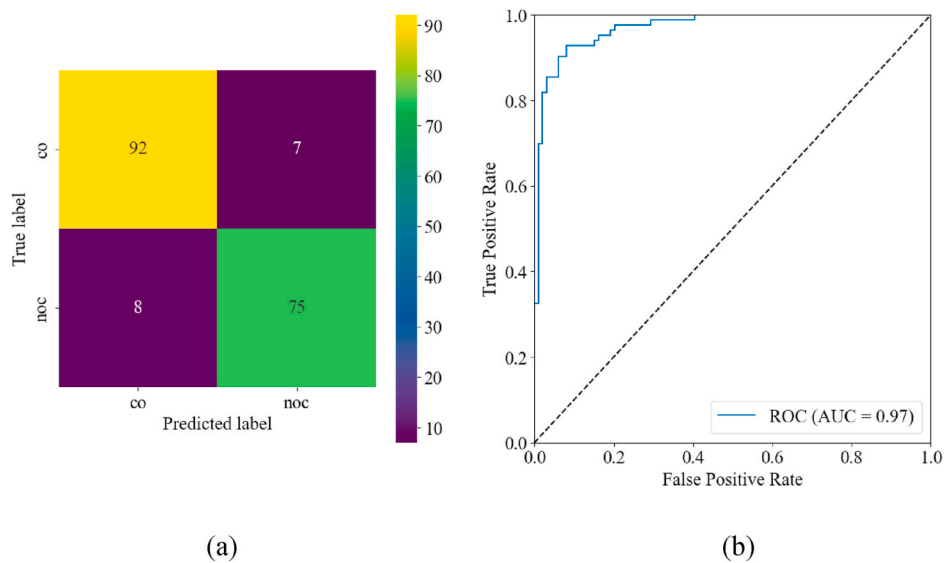 92
7
8
75
co
noc
True label
co
noc
Predicted label
90
80
70
60
50
40
30
20
10
(a)
1.0
0.8
0.6
0.4
0.2
0.0
True Positive Rate
0.0
0.2
0.4
0.6
0.8
1.0
False Positive Rate
ROC (AUC = 0.97)
(b)